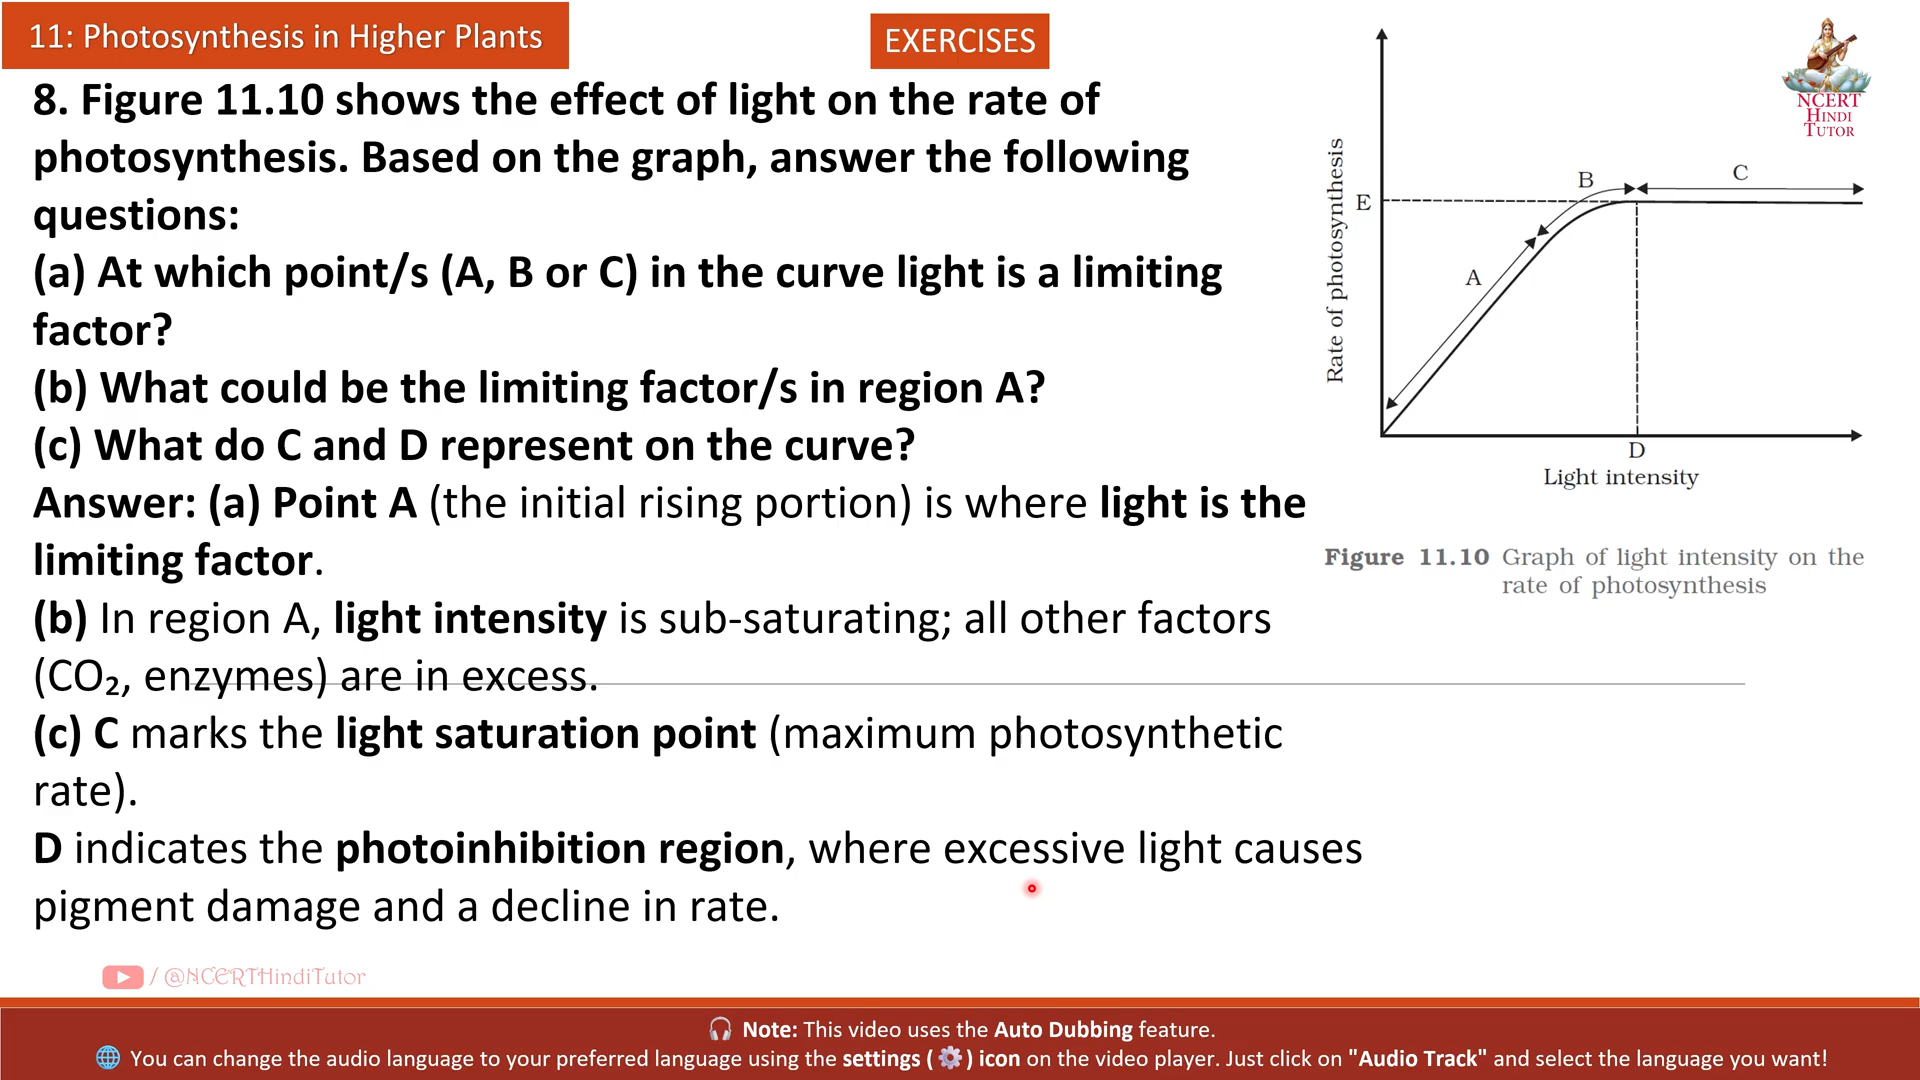 11: Photosynthesis in Higher Plants
EXERCISES
8. Figure 11.10 shows the effect of light on the rate of
photosynthesis. Based on the graph, answer the following
questions:
(a) At which point/s (A, B or C) in the curve light is a limiting
factor?
(b) What could be the limiting factor/s in region A?
(c) What do C and D represent on the curve?
Answer: (a) Point A (the initial rising portion) is where light is the
limiting factor.
(b) In region A, light intensity is sub-saturating; all other factors
(CO₂, enzymes) are in excess.
(c) C marks the light saturation point (maximum photosynthetic
rate).
D indicates the photoinhibition region, where excessive light causes
pigment damage and a decline in rate.
NCERT
HINDI
TUTOR
Rate of photosynthesis
E
A
B
C
D
Light intensity
Figure 11.10 Graph of light intensity on the
rate of photosynthesis
/ @NCERTHindiTutor
🎧 Note: This video uses the Auto Dubbing feature.
🌐 You can change the audio language to your preferred language using the settings ( ⚙️ ) icon on the video player. Just click on "Audio Track" and select the language you want!